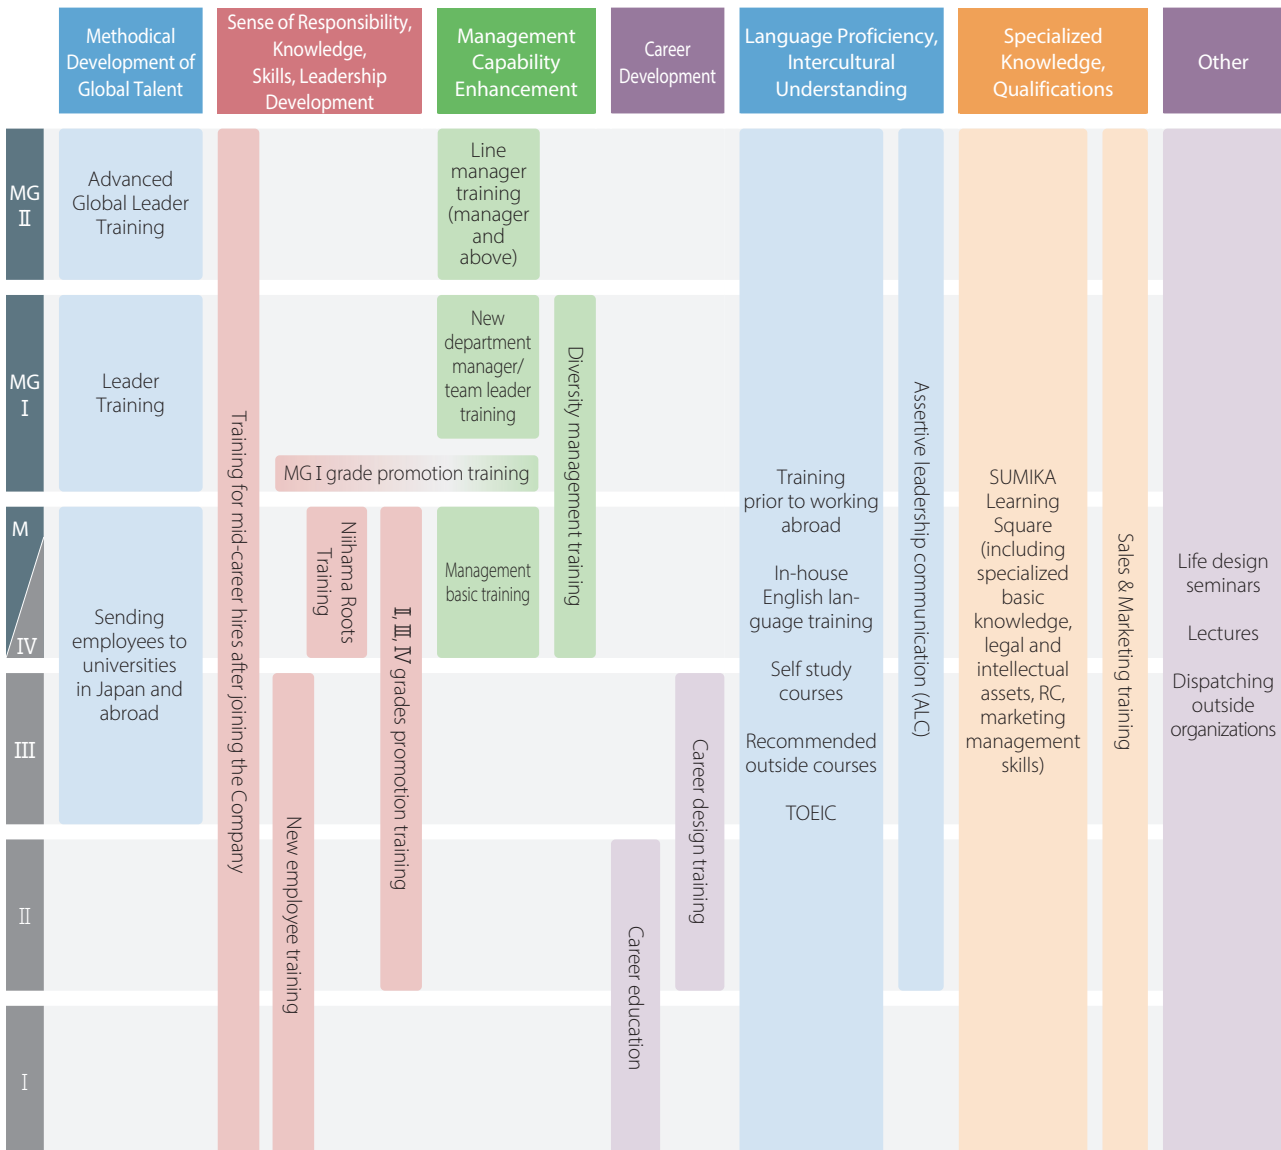 Methodical
Development of
Global Talent
Sense of Responsibility,
Knowledge,
Skills, Leadership
Development
Management
Capability
Enhancement
Career
Development
Language Proficiency,
Intercultural
Understanding
Specialized
Knowledge,
Qualifications
Other
MG
Ⅱ
MG
Ⅰ
M
Ⅳ
Ⅲ
Ⅱ
Ⅰ
Advanced
Global Leader
Training
Leader
Training
Sending
employees to
universities
in Japan and
abroad
Training for mid-career hires after joining the Company
MG Ⅰ grade promotion training
Niihama Roots
Training
Ⅱ, Ⅲ, Ⅳ grades promotion training
New employee training
Line
manager
training
(manager
and
above)
New
department
manager/
team leader
training
Management
basic training
Diversity management training
Career education
Career design training
Training
prior to working
abroad
In-house
English lan-
guage training
Self study
courses
Recommended
outside courses
TOEIC
Assertive leadership communication (ALC)
SUMIKA
Learning
Square
(including
specialized
basic
knowledge,
legal and
intellectual
assets, RC,
marketing
management
skills)
Sales & Marketing training
Life design
seminars
Lectures
Dispatching
outside
organizations